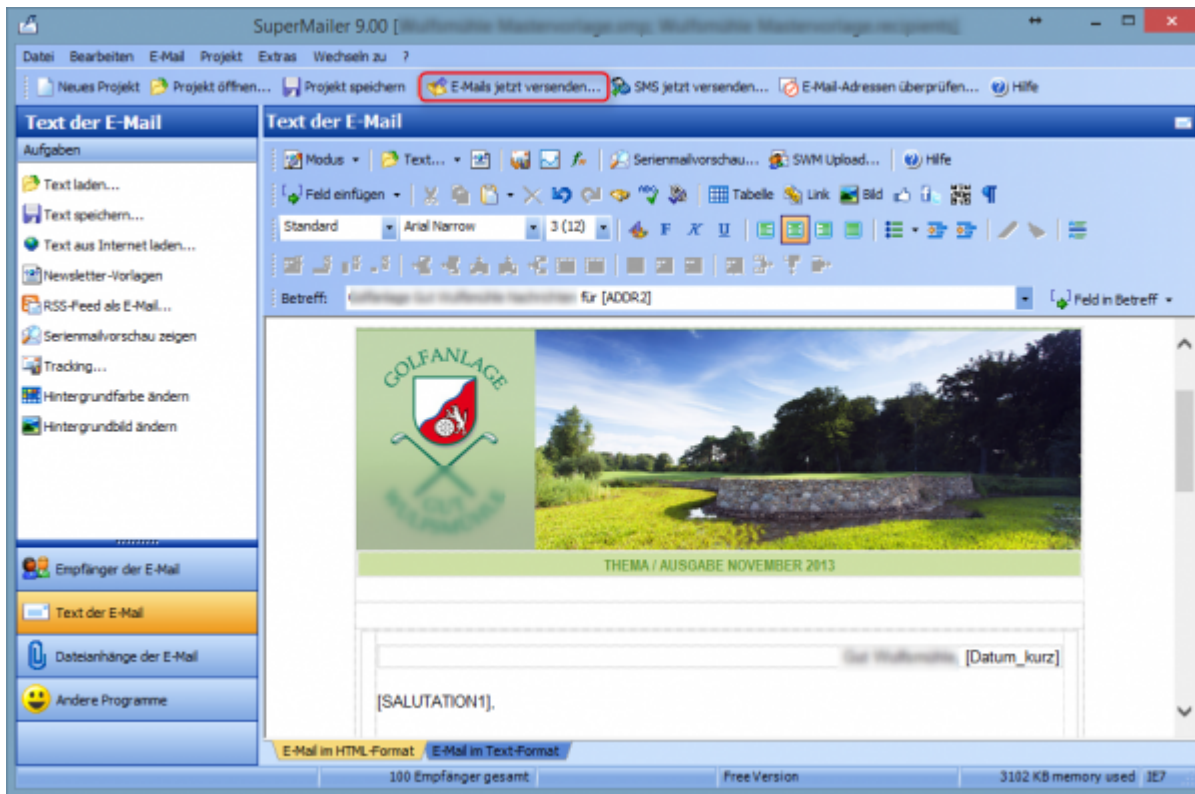 SuperMailer 9.00 [
Datei Bearbeiten E-Mail Projekt Extras Wechseln zu ?
Neues Projekt Projekt öffnen... Projekt speichern E-Mails jetzt versenden... SMS jetzt versenden... E-Mail-Adressen überprüfen... Hilfe
Text der E-Mail
Aufgaben
Text laden...
Text speichern...
Text aus Internet laden...
Newsletter-Vorlagen
RSS-Feed als E-Mail...
Serienmailvorschau zeigen
Tracking...
Hintergrundfarbe ändern
Hintergrundbild ändern
Empfänger der E-Mail
Text der E-Mail
Dateianhänge der E-Mail
Andere Programme
Text der E-Mail
Modus Text... Serienmailvorschau... SWM Upload... Hilfe
Feld einfügen Tabelle Link Bild
Standard Arial Narrow 3 (12) F K U
Betreff: für [ADDR2] Feld in Betreff
GOLFANLAGE
THEMA / AUSGABE NOVEMBER 2013
[Datum_kurz]
[SALUTATION1],
E-Mail im HTML-Format E-Mail im Text-Format
100 Empfänger gesamt Free Version 3102 KB memory used IE7